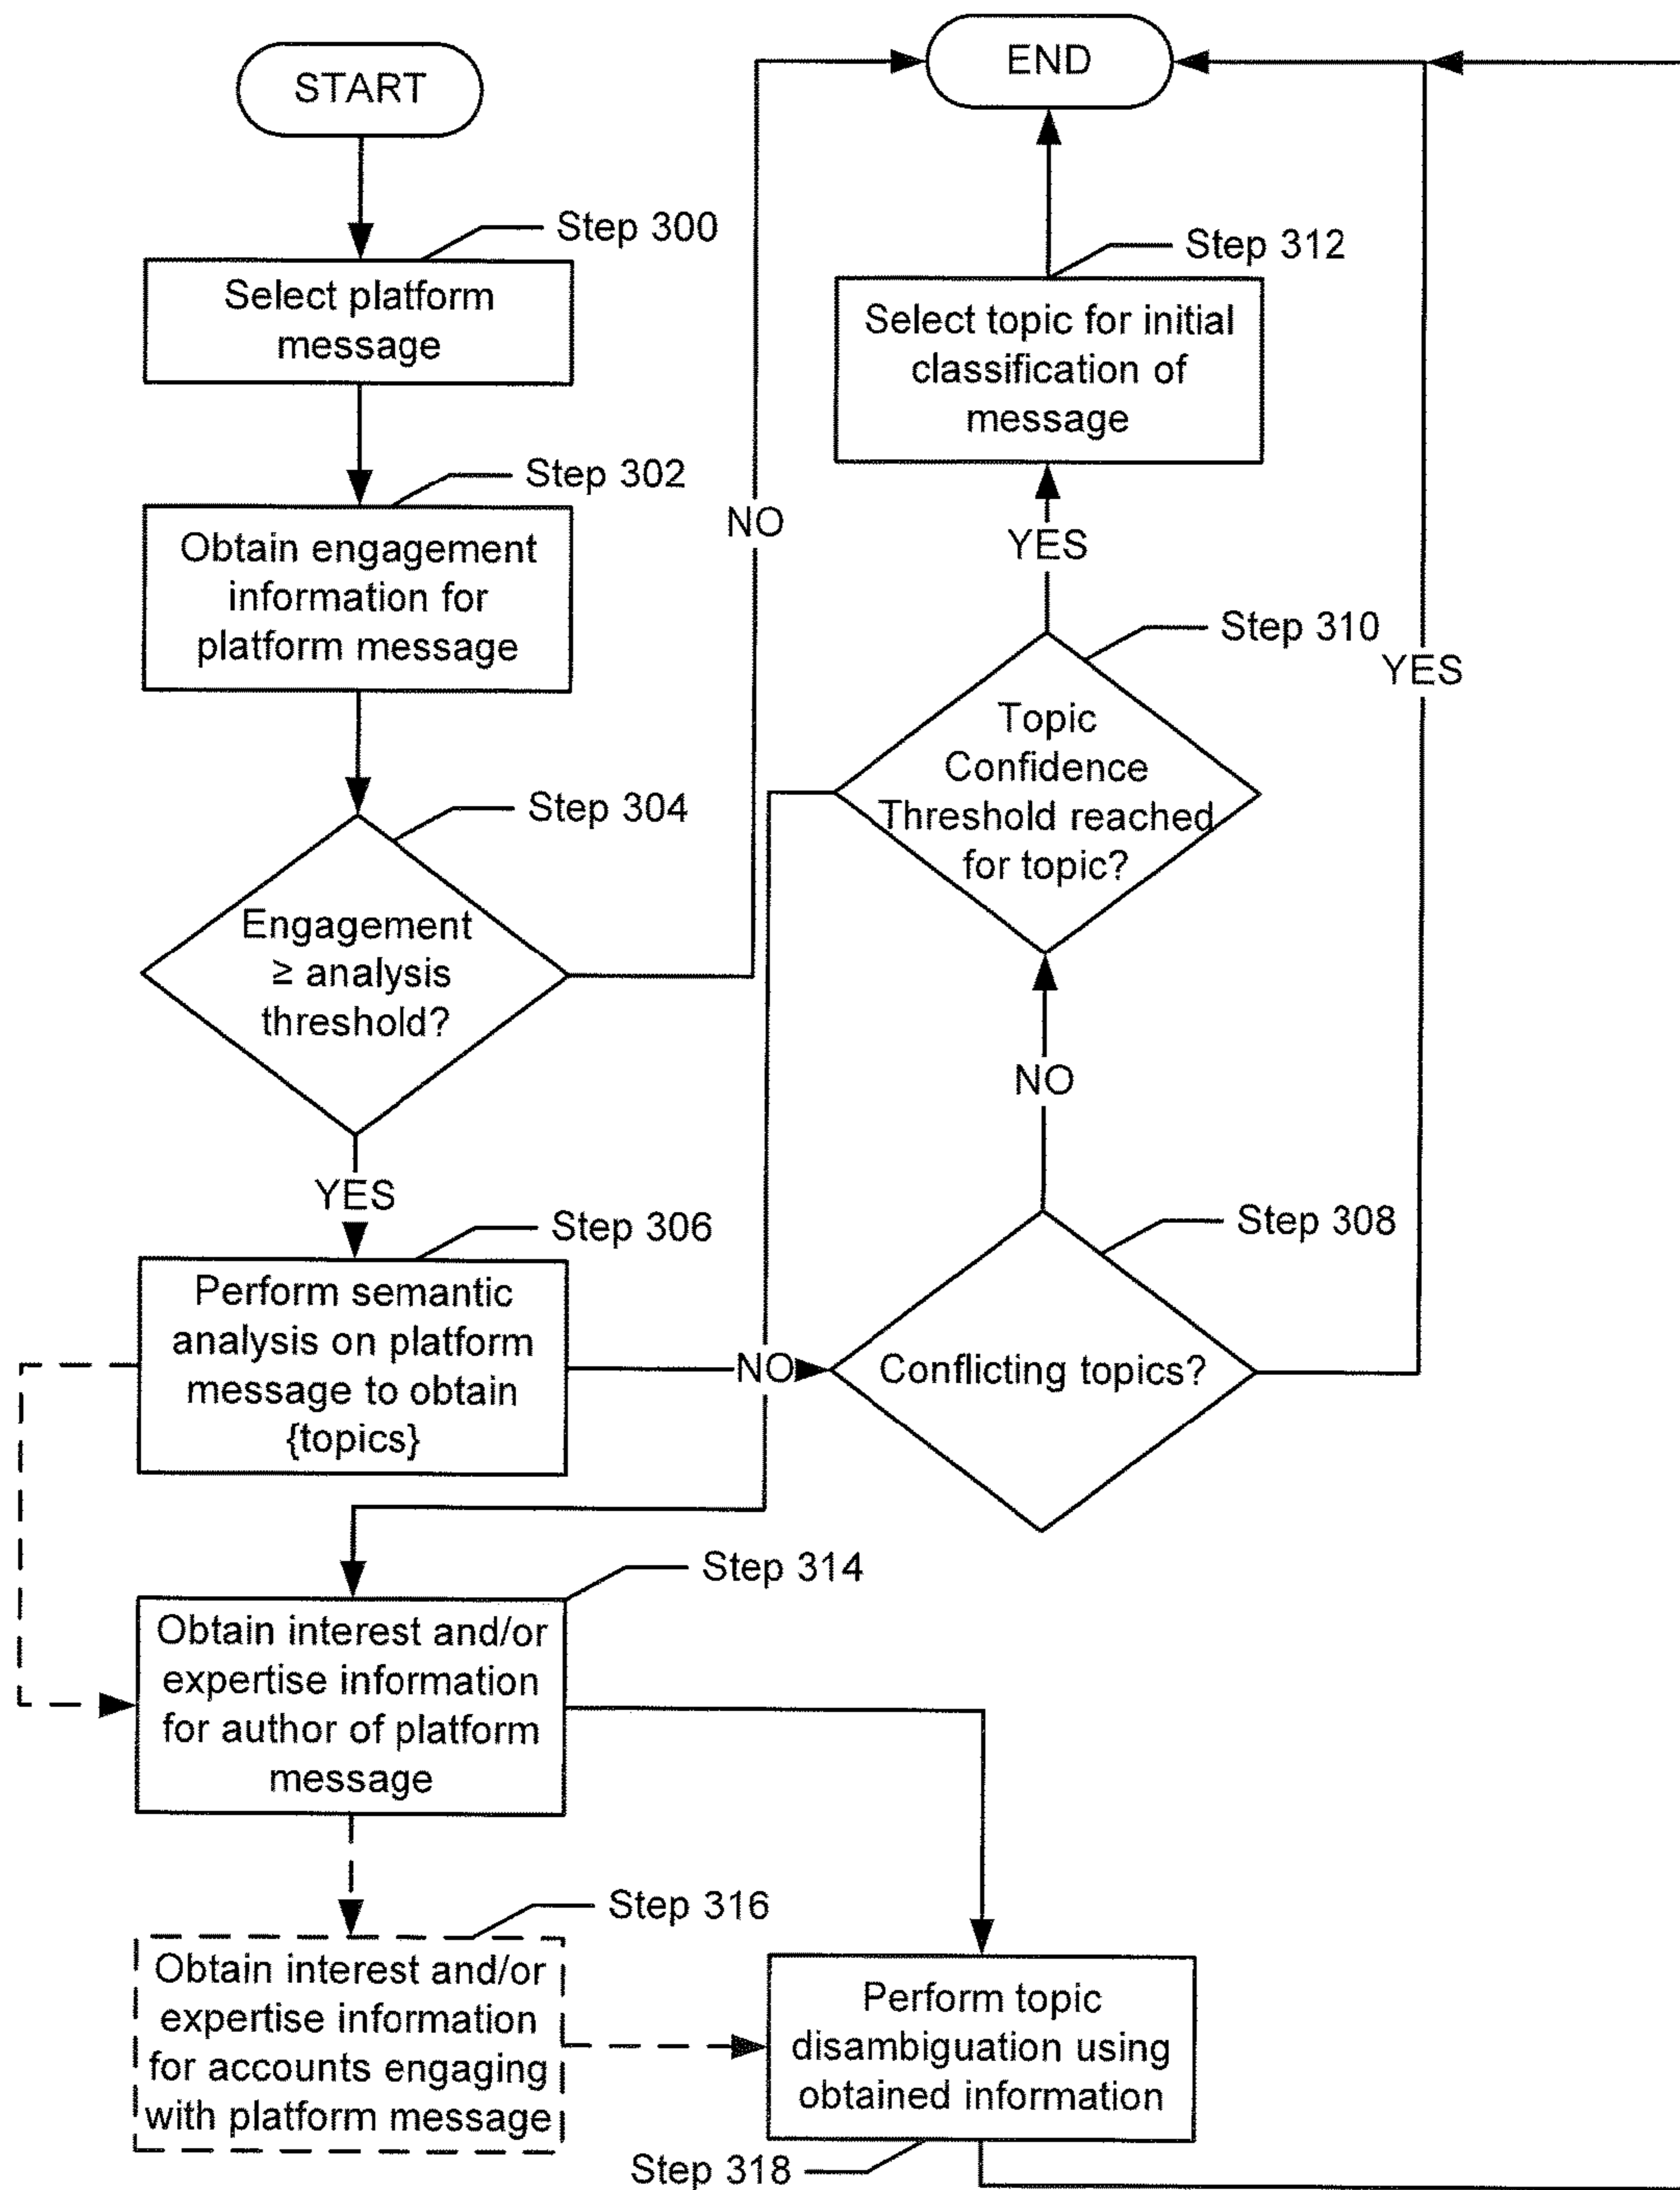 START
END
Step 300
Select platform
message
Step 302
Obtain engagement
information for
platform message
Step 304
Engagement
≥ analysis
threshold?
NO
YES
Step 306
Perform semantic
analysis on platform
message to obtain
{topics}
Step 308
Conflicting topics?
NO
YES
Step 310
Topic
Confidence
Threshold reached
for topic?
YES
NO
Step 312
Select topic for initial
classification of
message
Step 314
Obtain interest and/or
expertise information
for author of platform
message
Step 316
Obtain interest and/or
expertise information
for accounts engaging
with platform message
Perform topic
disambiguation using
obtained information
Step 318